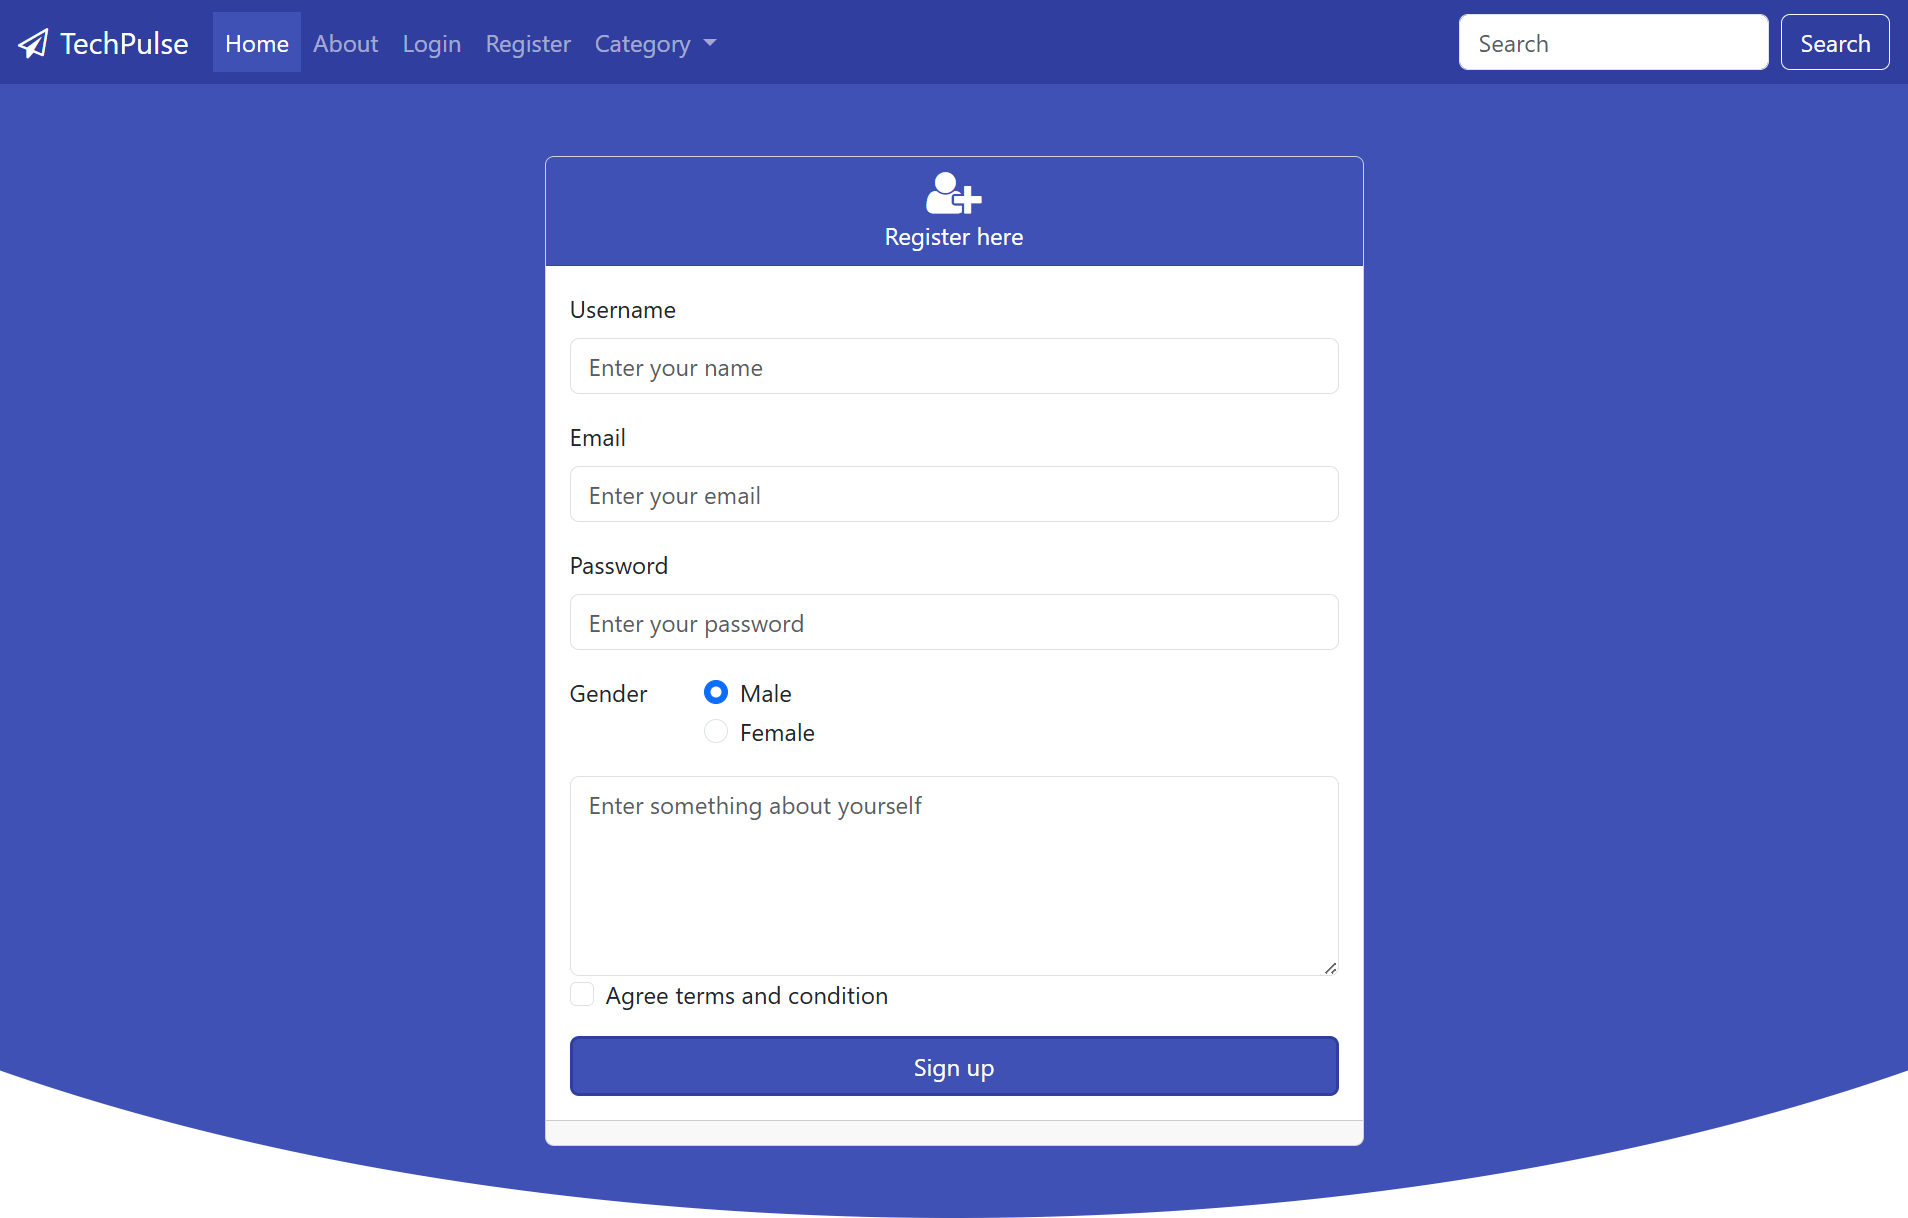 TechPulse Home About Login Register Category Search Search
Register here
Username
Enter your name
Email
Enter your email
Password
Enter your password
Gender Male
Female
Enter something about yourself
Agree terms and condition
Sign up